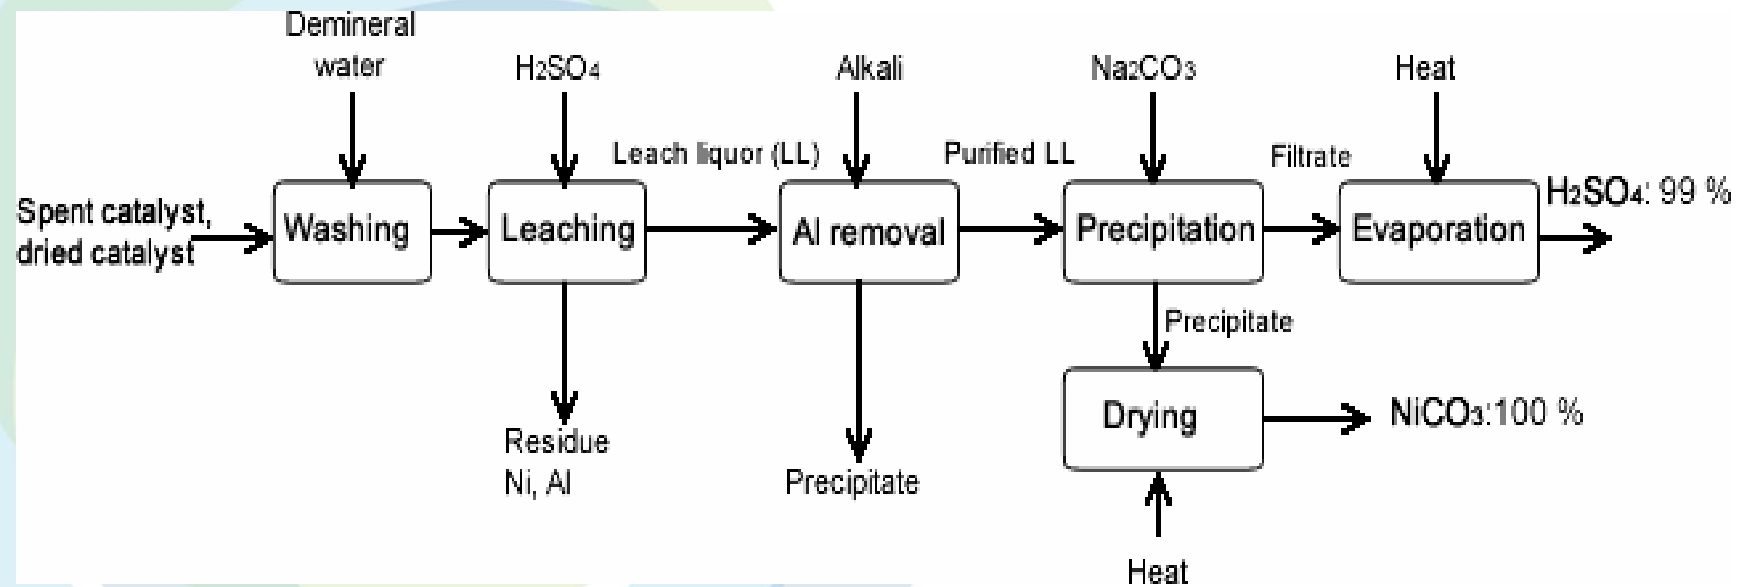 Demineral
water
H₂SO₄
Alkali
Na₂CO₃
Heat
Leach liquor (LL)
Purified LL
Filtrate
H₂SO₄: 99 %
Spent catalyst,
dried catalyst
Washing
Leaching
Al removal
Precipitation
Evaporation
Precipitate
Drying
NiCO₃:100 %
Residue
Ni, Al
Precipitate
Heat